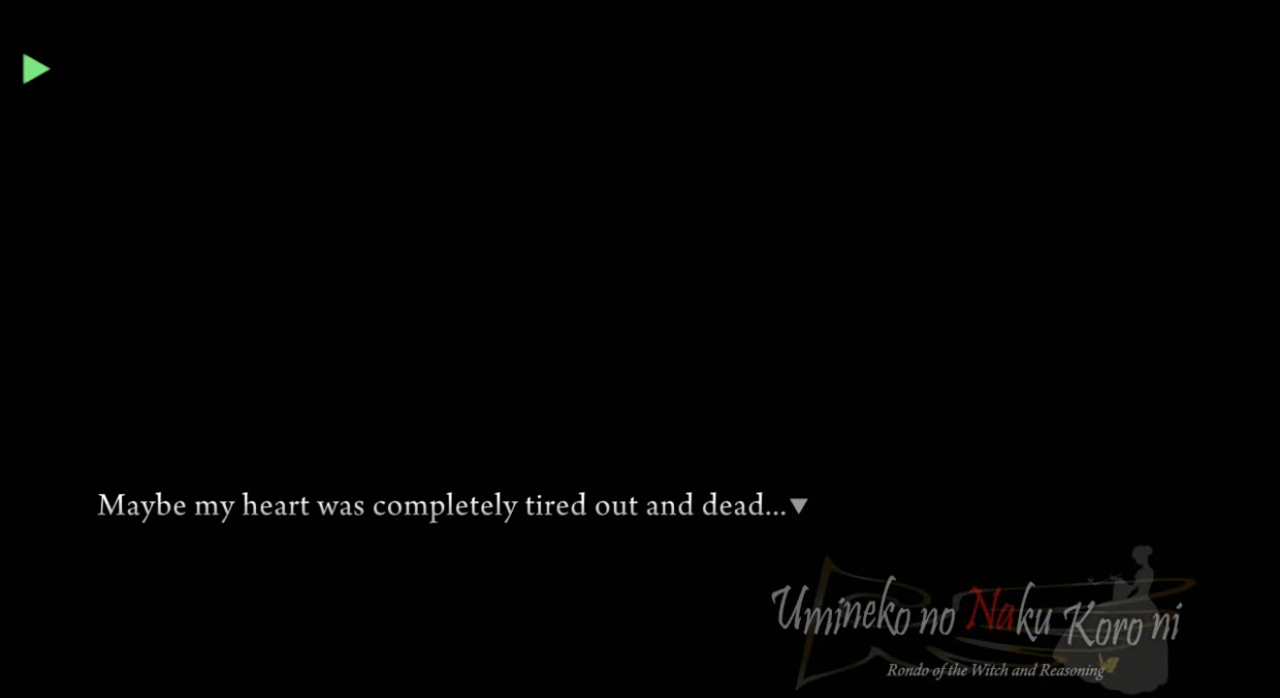 Maybe my heart was completely tired out and dead...
Umineko no Naku Koro ni
Rondo of the Witch and Reasoning